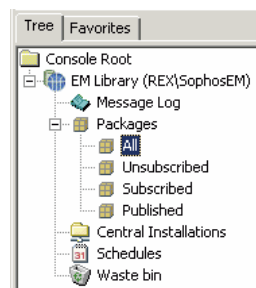 Tree Favorites
Console Root
EM Library (REX\SophosEM)
Message Log
Packages
All
Unsubscribed
Subscribed
Published
Central Installations
31 Schedules
Waste bin